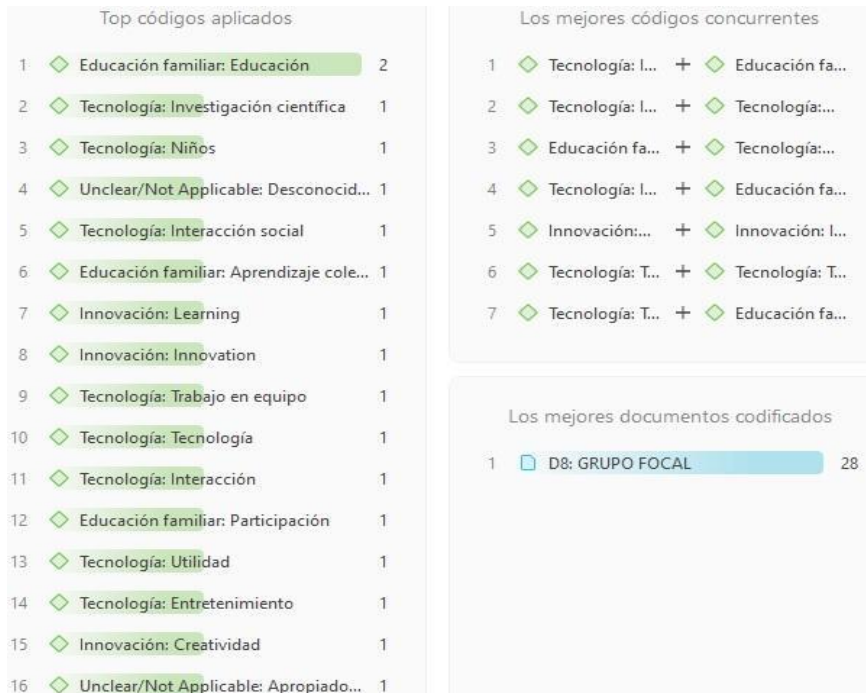 Top códigos aplicados
1 Educación familiar: Educación 2
2 Tecnología: Investigación científica 1
3 Tecnología: Niños 1
4 Unclear/Not Applicable: Desconocid... 1
5 Tecnología: Interacción social 1
6 Educación familiar: Aprendizaje cole... 1
7 Innovación: Learning 1
8 Innovación: Innovation 1
9 Tecnología: Trabajo en equipo 1
10 Tecnología: Tecnología 1
11 Tecnología: Interacción 1
12 Educación familiar: Participación 1
13 Tecnología: Utilidad 1
14 Tecnología: Entretenimiento 1
15 Innovación: Creatividad 1
16 Unclear/Not Applicable: Apropiado... 1
Los mejores códigos concurrentes
1 Tecnología: I... + Educación fa...
2 Tecnología: I... + Tecnología:...
3 Educación fa... + Tecnología:...
4 Tecnología: I... + Educación fa...
5 Innovación:... + Innovación: I...
6 Tecnología: T... + Tecnología: T...
7 Tecnología: T... + Educación fa...
Los mejores documentos codificados
1 D8: GRUPO FOCAL 28